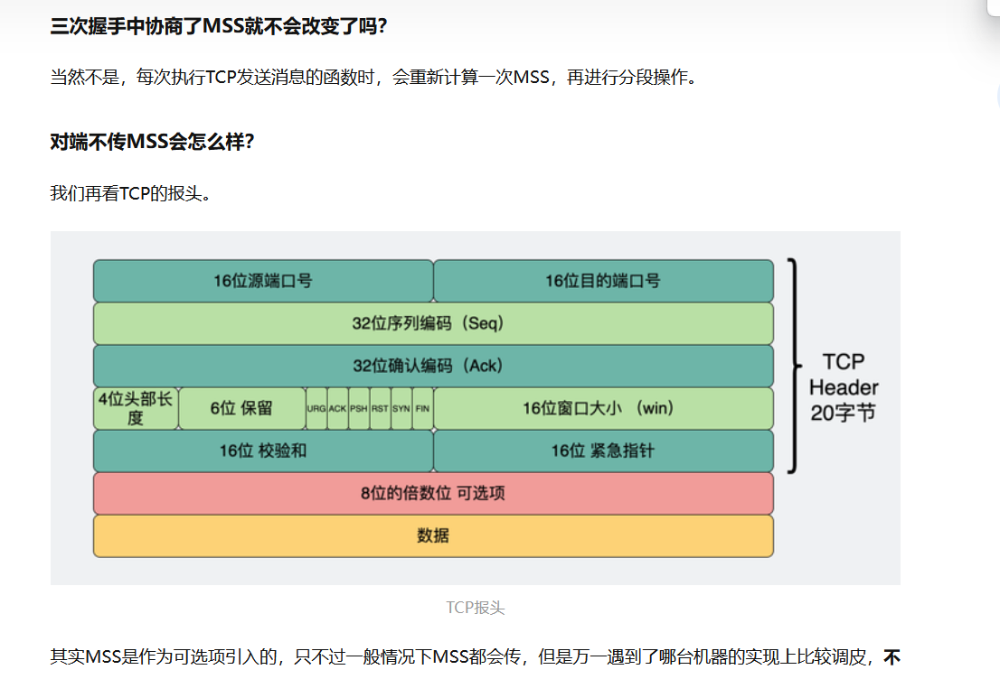 三次握手中协商了MSS就不会改变了吗？
当然不是，每次执行TCP发送消息的函数时，会重新计算一次MSS，再进行分段操作。
对端不传MSS会怎么样？
我们再看TCP的报头。
16位源端口号 16位目的端口号
32位序列编码（Seq）
32位确认编码（Ack）
4位头部长
度
6位 保留 URG ACK PSH RST SYN FIN 16位窗口大小 （win）
16位 校验和 16位 紧急指针
8位的倍数位 可选项
数据
TCP
Header
20字节
TCP报头
其实MSS是作为可选项引入的，只不过一般情况下MSS都会传，但是万一遇到了哪台机器的实现上比较调皮，不